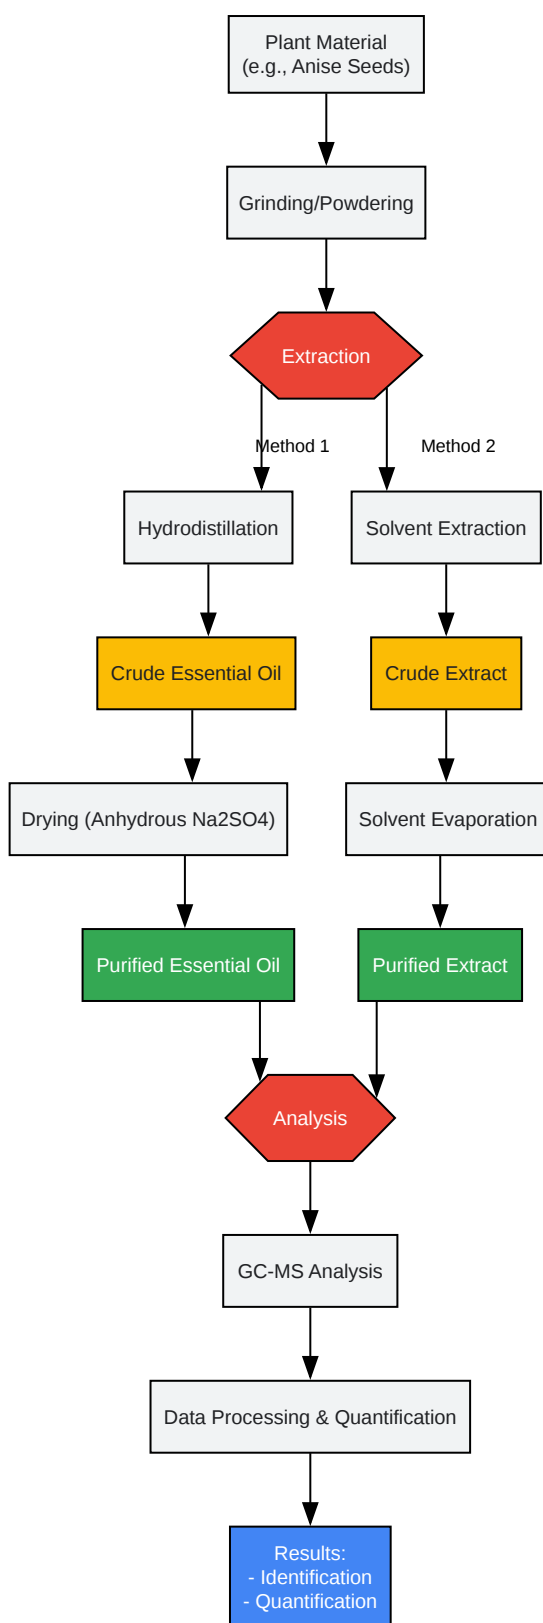 Plant Material
(e.g., Anise Seeds)
Grinding/Powdering
Extraction
Method 1
Method 2
Hydrodistillation
Solvent Extraction
Crude Essential Oil
Crude Extract
Drying (Anhydrous Na2SO4)
Solvent Evaporation
Purified Essential Oil
Purified Extract
Analysis
GC-MS Analysis
Data Processing & Quantification
Results:
- Identification
- Quantification